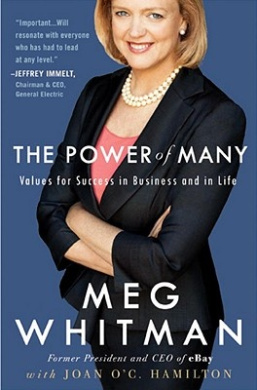 "Important...Will
resonate with everyone
who has had to lead
at any level."
–JEFFREY IMMELT,
Chairman & CEO,
General Electric
THE POWER of MANY
Values for Success in Business and in Life
MEG
WHITMAN
Former President and CEO of eBay
with JOAN O'C. HAMILTON